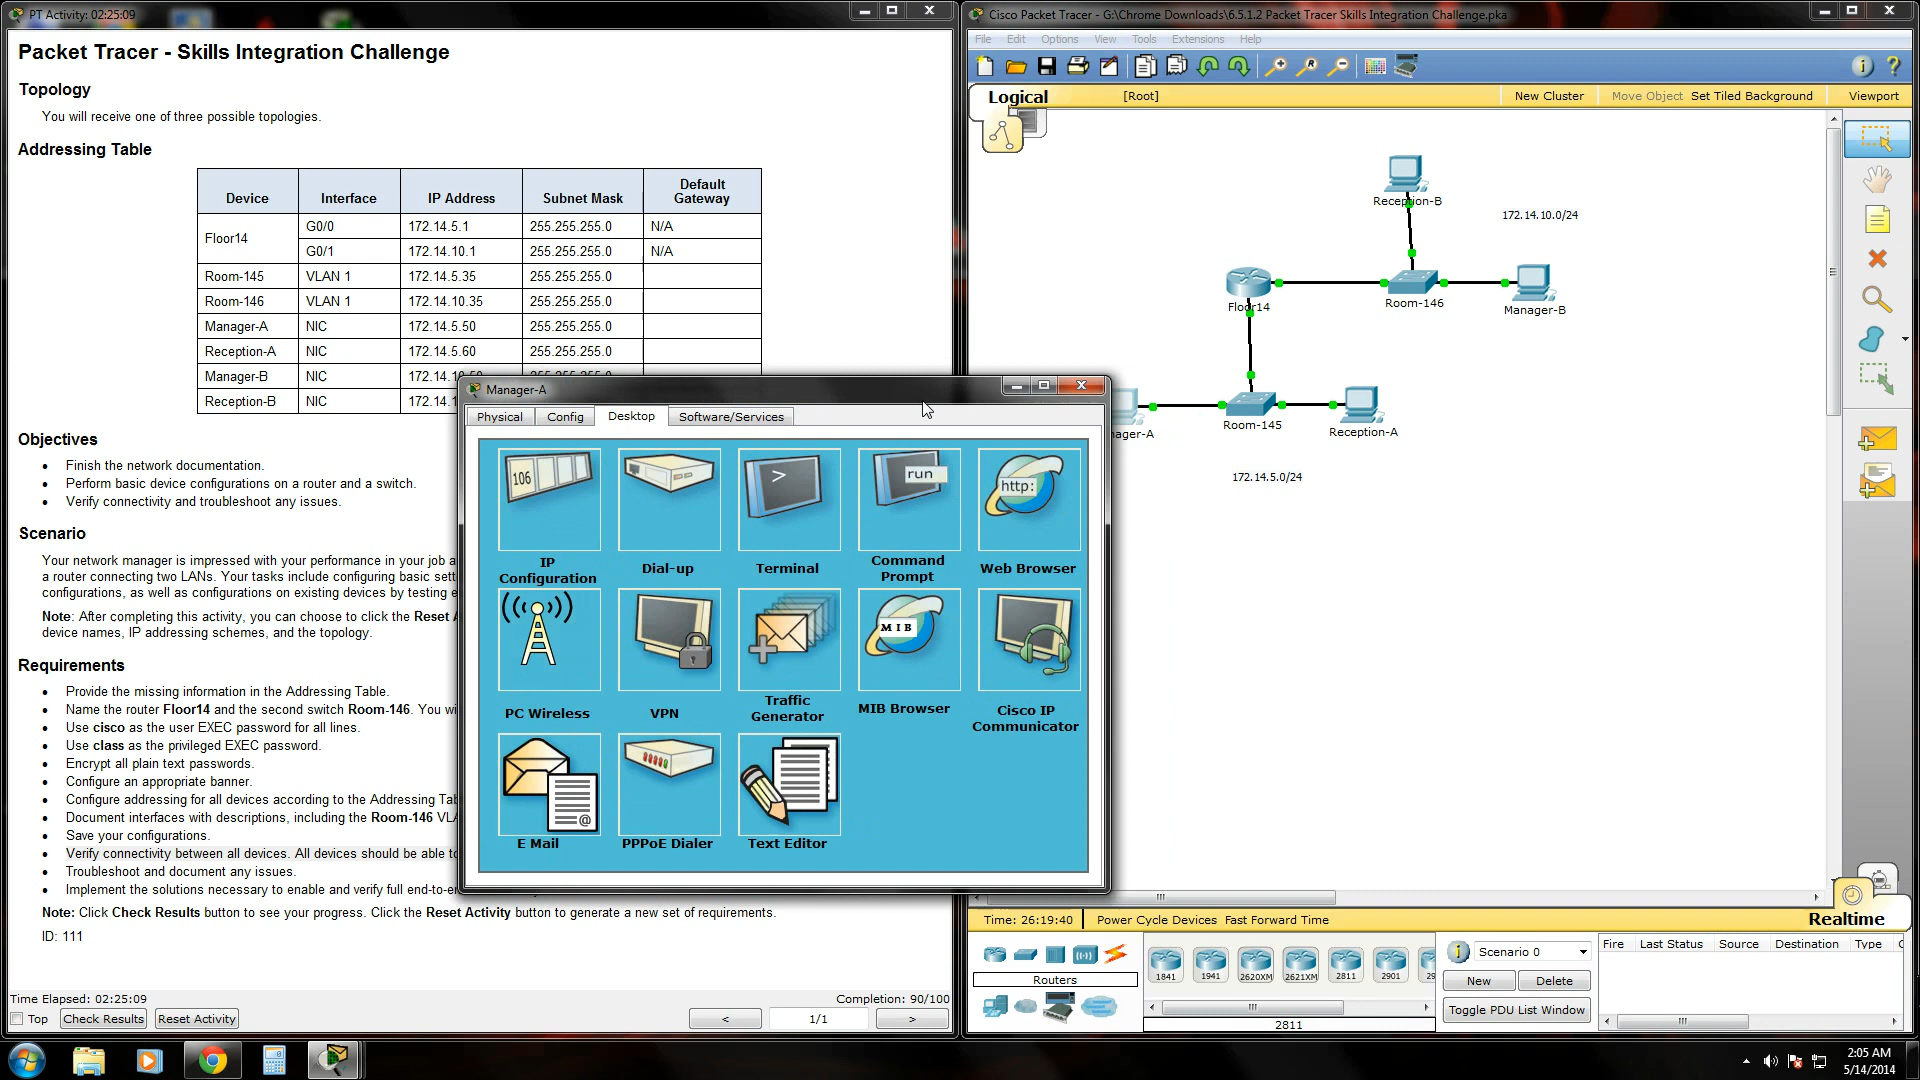 PT Activity: 02:25:09
Packet Tracer - Skills Integration Challenge
Topology
You will receive one of three possible topologies.
Addressing Table
Device Interface IP Address Subnet Mask Default Gateway
Floor14 G0/0 172.14.5.1 255.255.255.0 N/A
G0/1 172.14.10.1 255.255.255.0 N/A
Room-145 VLAN 1 172.14.5.35 255.255.255.0
Room-146 VLAN 1 172.14.10.35 255.255.255.0
Manager-A NIC 172.14.5.50 255.255.255.0
Reception-A NIC 172.14.5.60 255.255.255.0
Manager-B NIC 172.14.10.50 255.255.255.0
Reception-B NIC 172.14.1
Objectives
• Finish the network documentation.
• Perform basic device configurations on a router and a switch.
• Verify connectivity and troubleshoot any issues.
Scenario
Your network manager is impressed with your performance in your job a
a router connecting two LANs. Your tasks include configuring basic sett
configurations, as well as configurations on existing devices by testing e
Note: After completing this activity, you can choose to click the Reset A
device names, IP addressing schemes, and the topology.
Requirements
• Provide the missing information in the Addressing Table.
• Name the router Floor14 and the second switch Room-146. You wi
• Use cisco as the user EXEC password for all lines.
• Use class as the privileged EXEC password.
• Encrypt all plain text passwords.
• Configure an appropriate banner.
• Configure addressing for all devices according to the Addressing Tab
• Document interfaces with descriptions, including the Room-146 VLA
• Save your configurations.
• Verify connectivity between all devices. All devices should be able to
• Troubleshoot and document any issues.
• Implement the solutions necessary to enable and verify full end-to-e
Note: Click Check Results button to see your progress. Click the Reset Activity button to generate a new set of requirements.
ID: 111
Time Elapsed: 02:25:09
Completion: 90/100
Top
Check Results
Reset Activity
<
1/1
>
Manager-A
Physical Config Desktop Software/Services
106
>
run
http:
IP Configuration
Dial-up
Terminal
Command Prompt
Web Browser
MIB
PC Wireless
VPN
Traffic Generator
MIB Browser
Cisco IP Communicator
@
E Mail
PPPoE Dialer
Text Editor
Cisco Packet Tracer - G:\Chrome Downloads\6.5.1.2 Packet Tracer Skills Integration Challenge.pka
File Edit Options View Tools Extensions Help
R
i
?
Logical
[Root]
New Cluster
Move Object
Set Tiled Background
Viewport
Reception-B
172.14.10.0/24
Floor14
Room-146
Manager-B
ager-A
Room-145
Reception-A
172.14.5.0/24
Time: 26:19:40
Power Cycle Devices Fast Forward Time
Realtime
Routers
1841 1941 2620XM 2621XM 2811 2901 29
2811
i
Scenario 0
New
Delete
Toggle PDU List Window
Fire Last Status Source Destination Type C
2:05 AM
5/14/2014